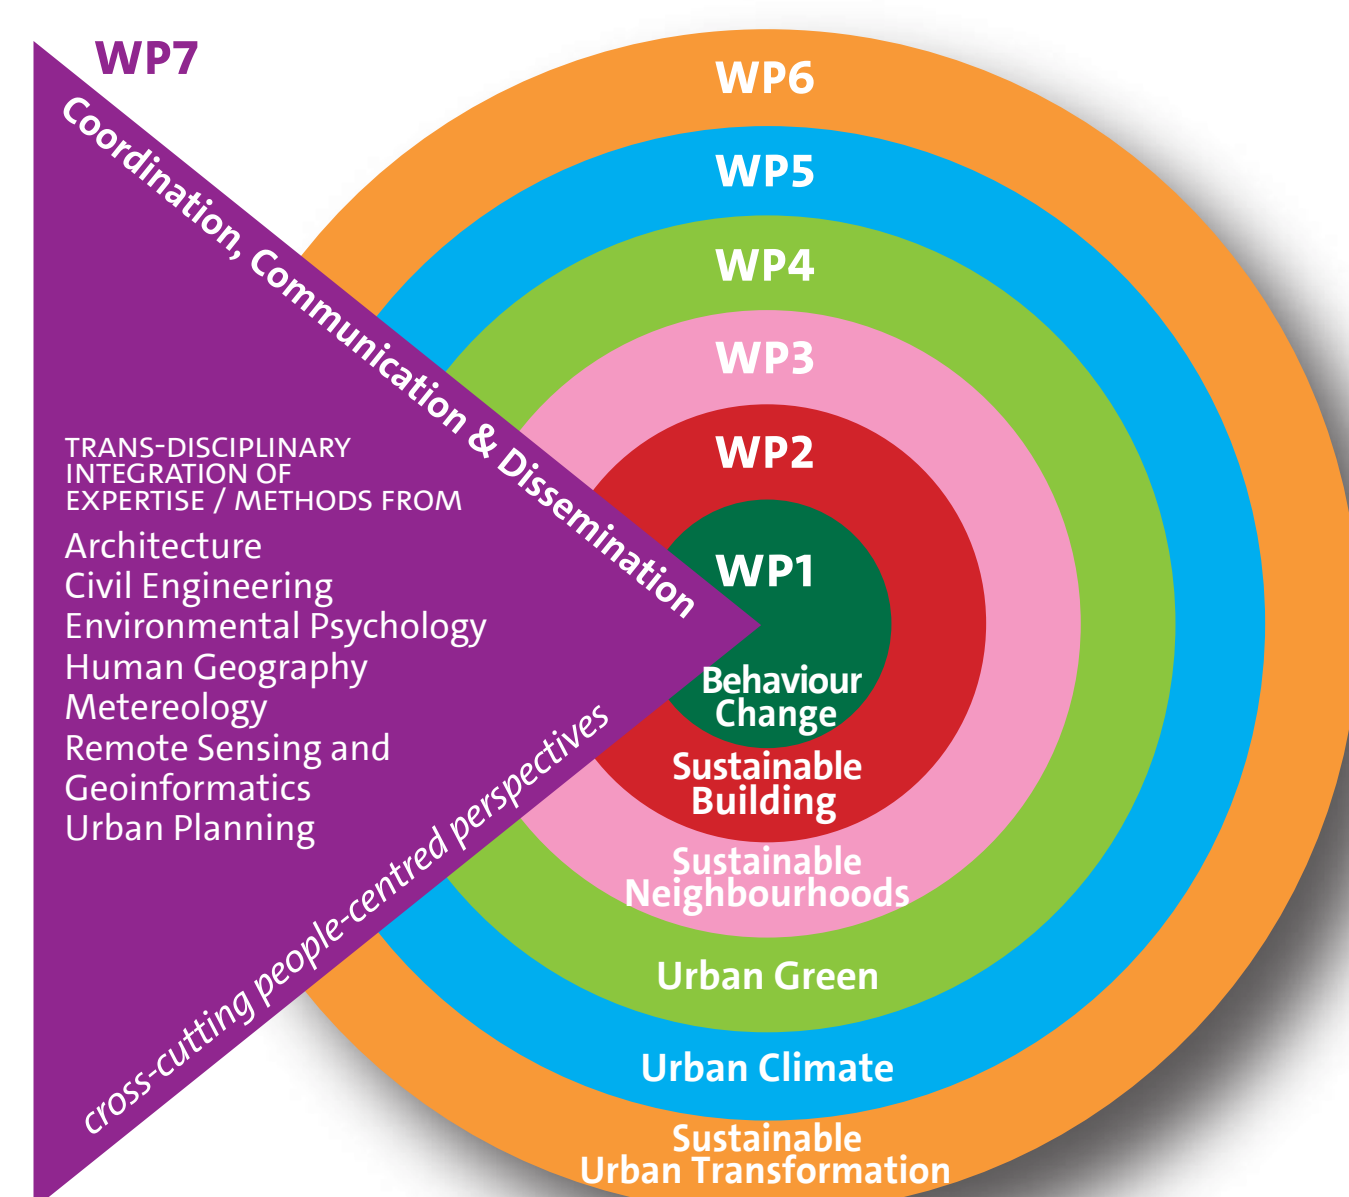 WP7
Coordination, Communication & Dissemination
TRANS-DISCIPLINARY
INTEGRATION OF
EXPERTISE / METHODS FROM
Architecture
Civil Engineering
Environmental Psychology
Human Geography
Metereology
Remote Sensing and
Geoinformatics
Urban Planning
cross-cutting people-centred perspectives
WP6
WP5
WP4
WP3
WP2
WP1
Behaviour
Change
Sustainable
Building
Sustainable
Neighbourhoods
Urban Green
Urban Climate
Sustainable
Urban Transformation